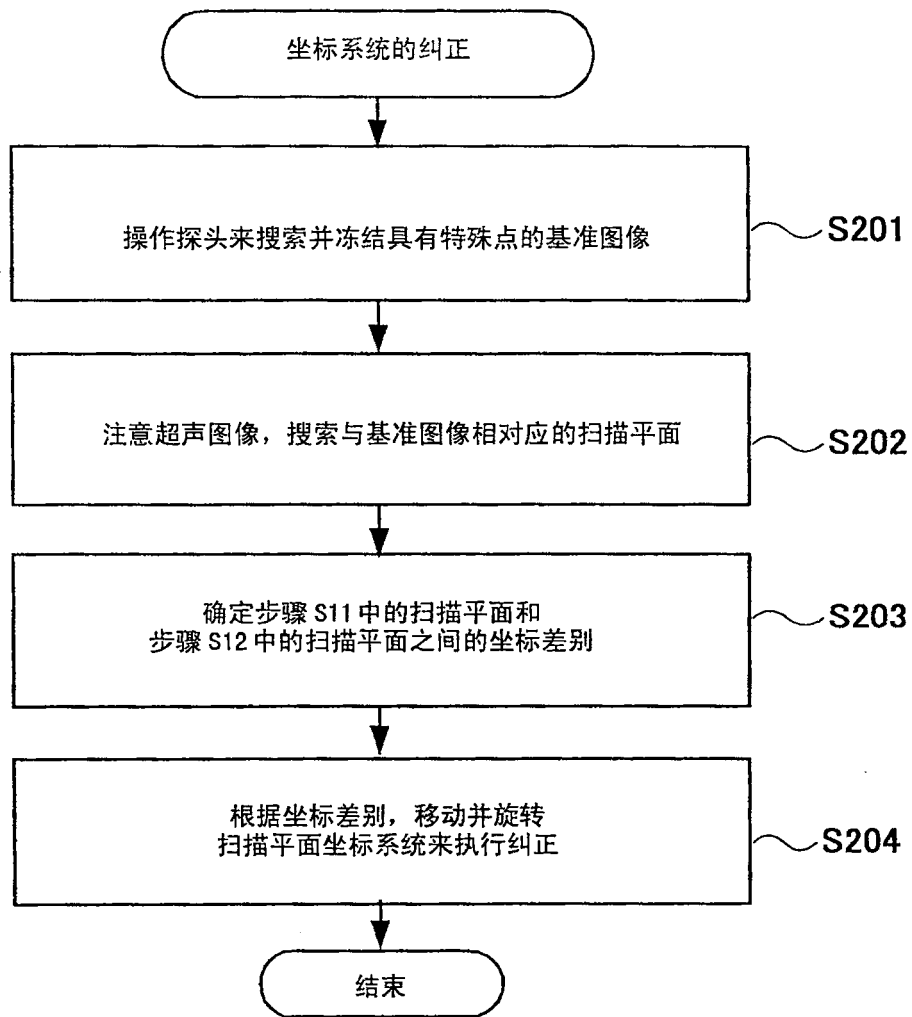 坐标系统的纠正
操作探头来搜索并冻结具有特殊点的基准图像
S201
注意超声图像，搜索与基准图像相对应的扫描平面
S202
确定步骤 S11 中的扫描平面和
步骤 S12 中的扫描平面之间的坐标差别
S203
根据坐标差别，移动并旋转
扫描平面坐标系统来执行纠正
S204
结束